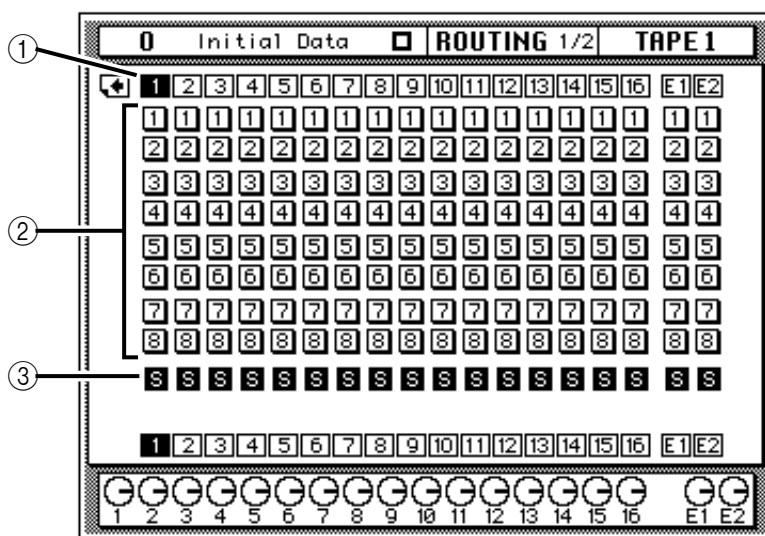 0 Initial Data ROUTING 1/2 TAPE 1
① 1 2 3 4 5 6 7 8 9 10 11 12 13 14 15 16 E1 E2
1 1 1 1 1 1 1 1 1 1 1 1 1 1 1 1 1 1
2 2 2 2 2 2 2 2 2 2 2 2 2 2 2 2 2 2
3 3 3 3 3 3 3 3 3 3 3 3 3 3 3 3 3 3
② 4 4 4 4 4 4 4 4 4 4 4 4 4 4 4 4 4 4
5 5 5 5 5 5 5 5 5 5 5 5 5 5 5 5 5 5
6 6 6 6 6 6 6 6 6 6 6 6 6 6 6 6 6 6
7 7 7 7 7 7 7 7 7 7 7 7 7 7 7 7 7 7
8 8 8 8 8 8 8 8 8 8 8 8 8 8 8 8 8 8
③ S S S S S S S S S S S S S S S S S S
1 2 3 4 5 6 7 8 9 10 11 12 13 14 15 16 E1 E2
1 2 3 4 5 6 7 8 9 10 11 12 13 14 15 16 E1 E2